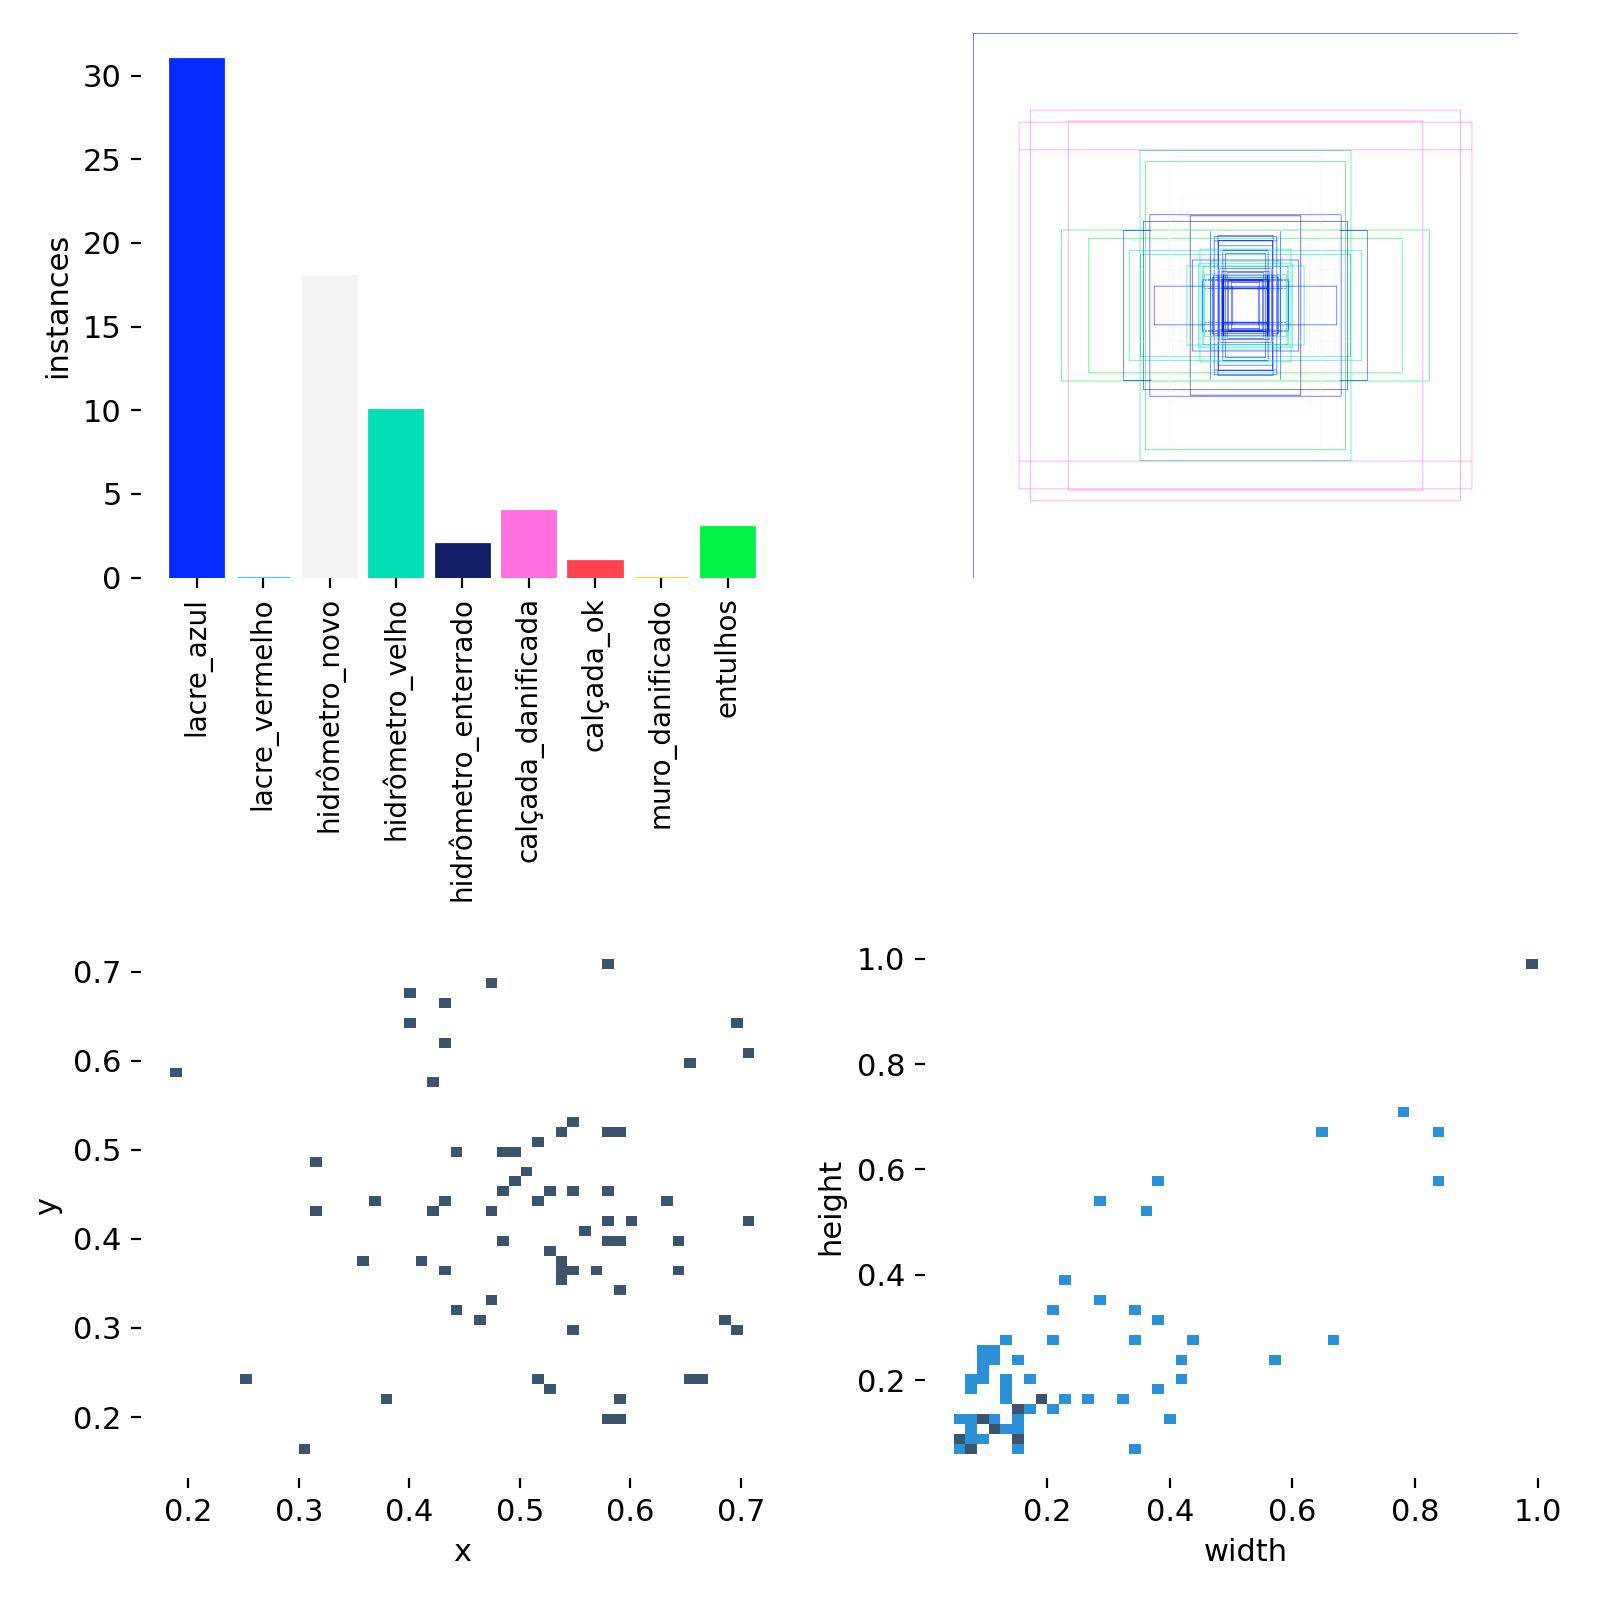 instances
30
25
20
15
10
5
0
lacre_azul
lacre_vermelho
hidrômetro_novo
hidrômetro_velho
hidrômetro_enterrado
calçada_danificada
calçada_ok
muro_danificado
entulhos
y
0.7
0.6
0.5
0.4
0.3
0.2
0.2 0.3 0.4 0.5 0.6 0.7
x
height
1.0
0.8
0.6
0.4
0.2
0.2 0.4 0.6 0.8 1.0
width